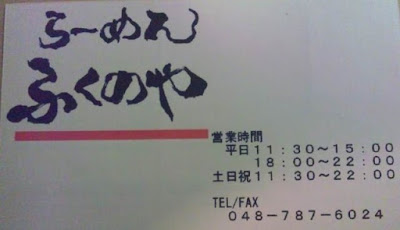 らーめん
ふくのや
営業時間
平日11:30〜15:00
18:00〜22:00
土日祝11:30〜22:00
TEL/FAX
048-787-6024